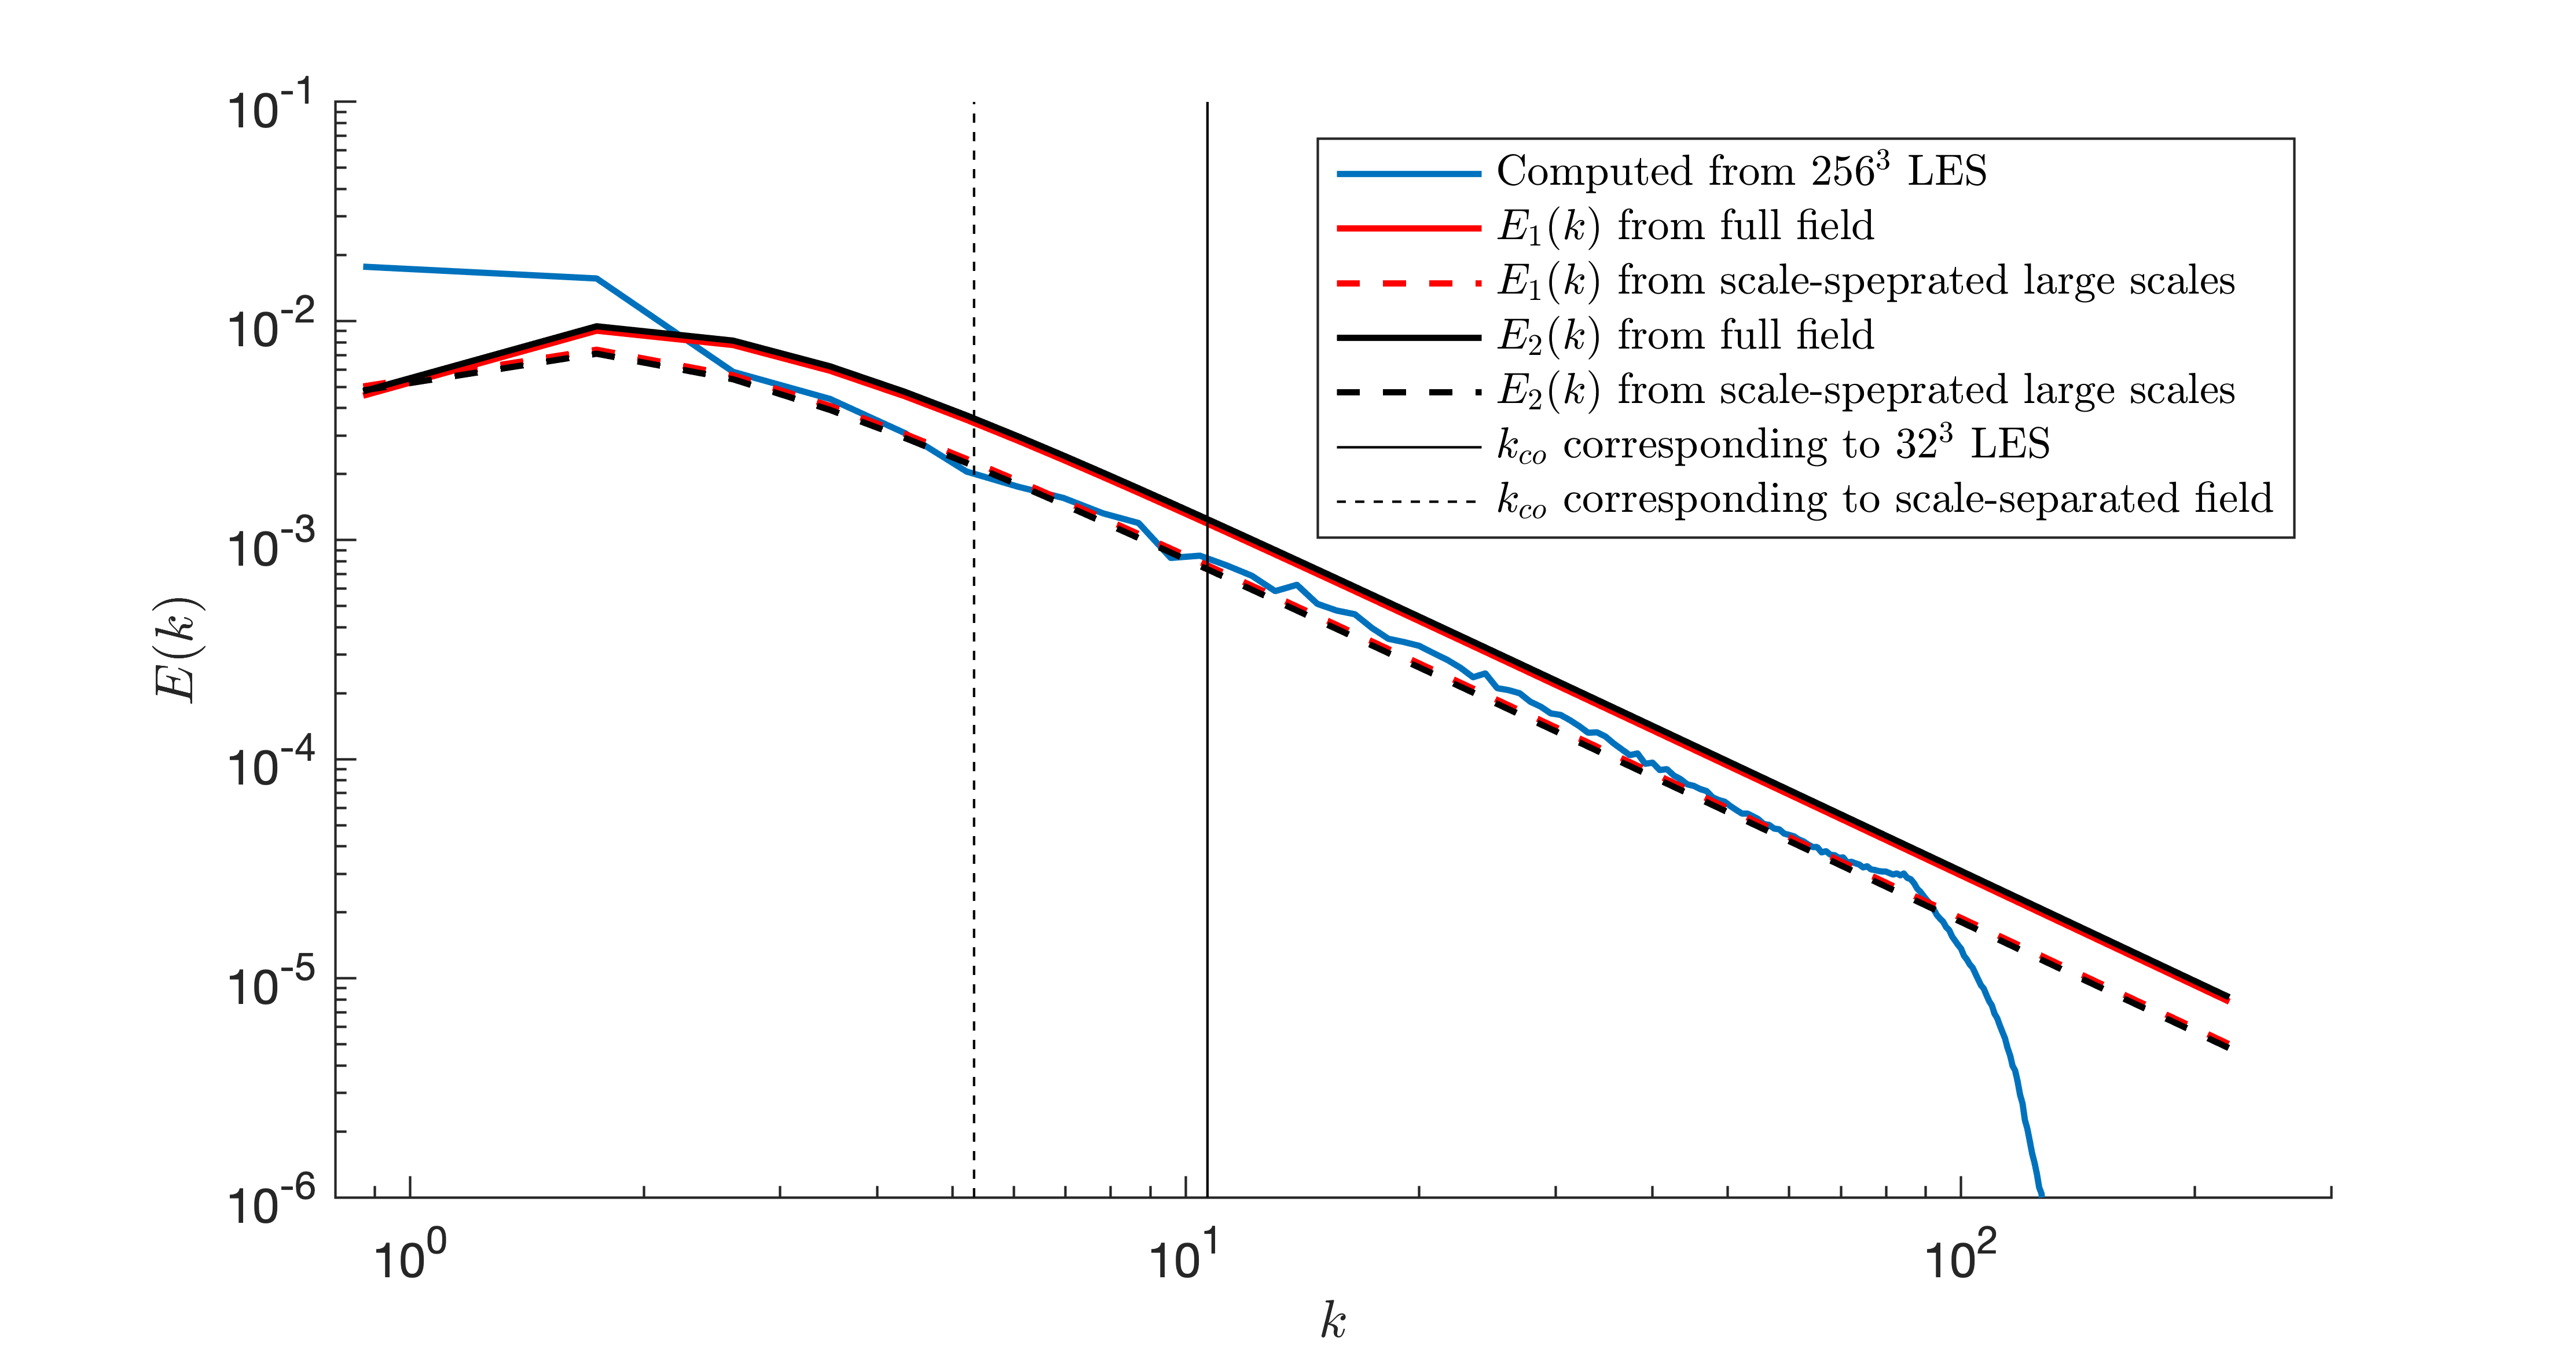 10^-1
10^-2
10^-3
10^-4
10^-5
10^-6
E(k)
Computed from 256^3 LES
E_1(k) from full field
E_1(k) from scale-speprated large scales
E_2(k) from full field
E_2(k) from scale-speprated large scales
k_co corresponding to 32^3 LES
k_co corresponding to scale-separated field
10^0 10^1 10^2
k